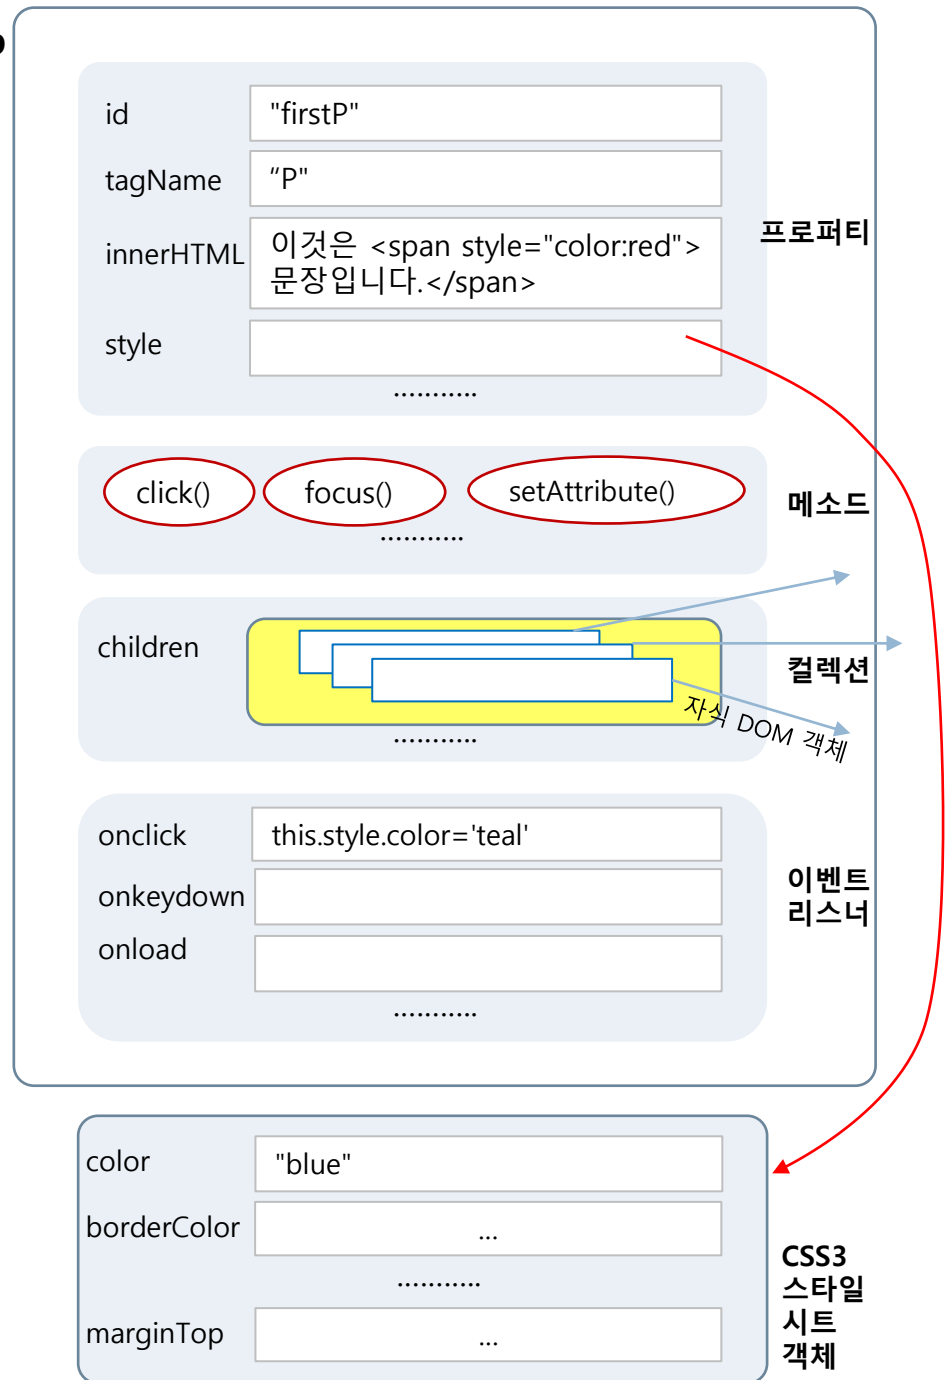 id
"firstP"
tagName
“P"
innerHTML
이것은 <span style="color:red">
문장입니다.</span>
프로퍼티
style
...........
click()
focus()
setAttribute()
메소드
...........
children
컬렉션
자식 DOM 객체
...........
onclick
this.style.color='teal'
onkeydown
이벤트
리스너
onload
...........
color
"blue"
borderColor
...
...........
marginTop
...
CSS3
스타일
시트
객체